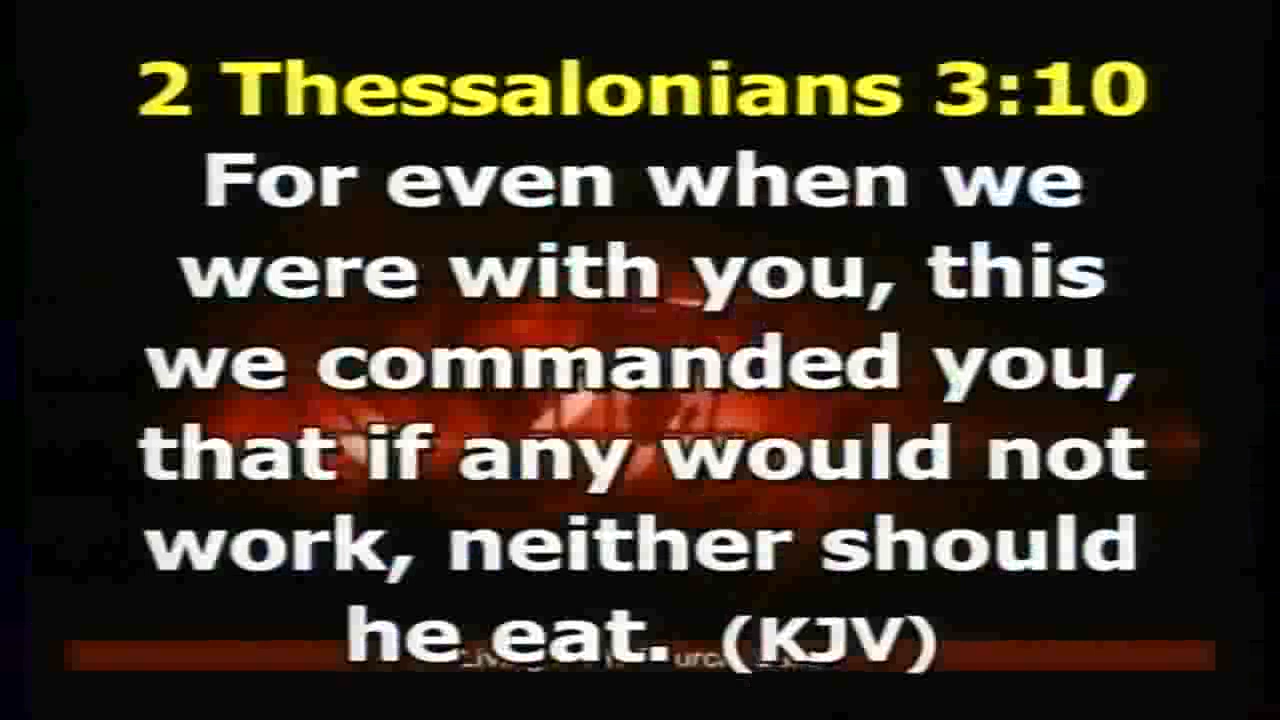 2 Thessalonians 3:10
For even when we
were with you, this
we commanded you,
that if any would not
work, neither should
he eat. (KJV)